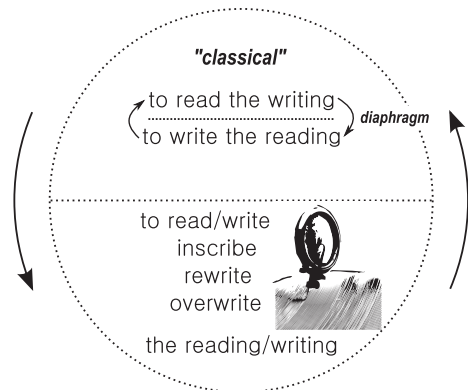 "classical"
to read the writing
diaphragm
to write the reading
to read/write
inscribe
rewrite
overwrite
the reading/writing